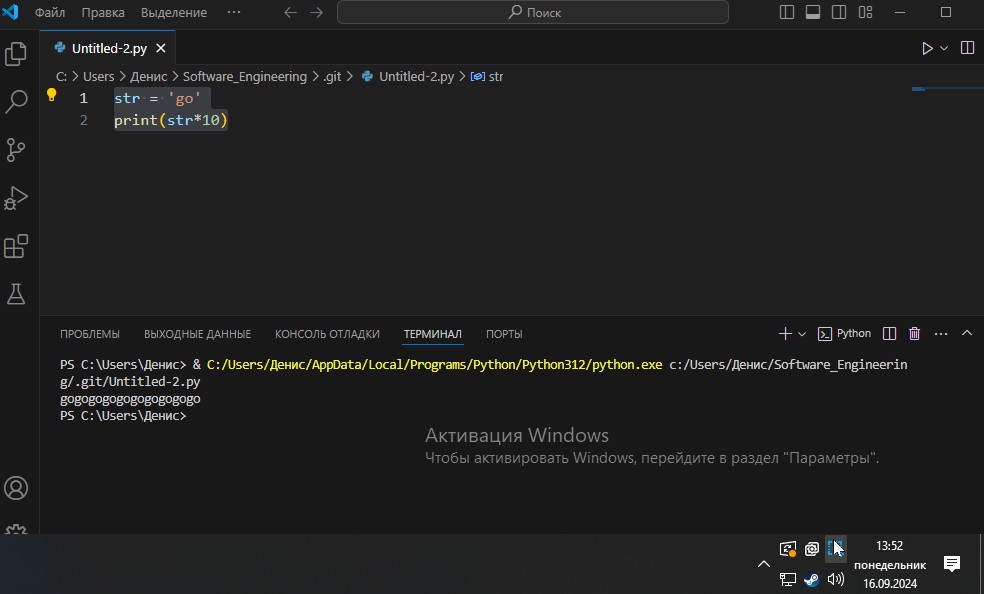 Файл Правка Выделение ··· Поиск
Untitled-2.py
C: > Users > Денис > Software_Engineering > .git > Untitled-2.py > str
1 str = 'go'
2 print(str*10)
ПРОБЛЕМЫ ВЫХОДНЫЕ ДАННЫЕ КОНСОЛЬ ОТЛАДКИ ТЕРМИНАЛ ПОРТЫ Python
PS C:\Users\Денис> & C:/Users/Денис/AppData/Local/Programs/Python/Python312/python.exe c:/Users/Денис/Software_Engineerin
g/.git/Untitled-2.py
gogogogogogogogogogo
PS C:\Users\Денис>
Активация Windows
Чтобы активировать Windows, перейдите в раздел "Параметры".
13:52
понедельник
16.09.2024